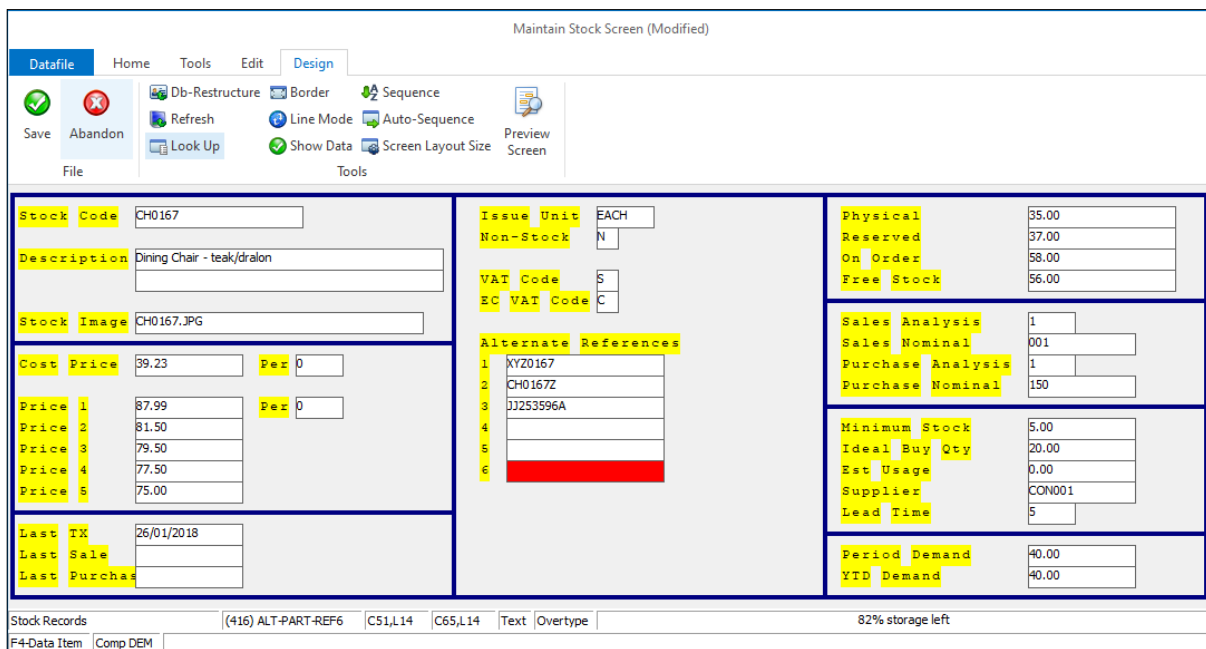 Maintain Stock Screen (Modified)
Datafile Home Tools Edit Design
Save
Abandon
File
Db-Restructure Border Sequence
Refresh Line Mode Auto-Sequence
Look Up Show Data Screen Layout Size
Preview
Screen
Tools
Stock Code CH0167
Description Dining Chair - teak/dralon
Stock Image CH0167.JPG
Cost Price 39.23 Per 0
Price 1 87.99 Per 0
Price 2 81.50
Price 3 79.50
Price 4 77.50
Price 5 75.00
Last TX 26/01/2018
Last Sale
Last Purchas
Issue Unit EACH
Non-Stock N
VAT Code S
EC VAT Code C
Alternate References
1 XYZ0167
2 CH0167Z
3 JJ253596A
4
5
6
Physical 35.00
Reserved 37.00
On Order 58.00
Free Stock 56.00
Sales Analysis 1
Sales Nominal 001
Purchase Analysis 1
Purchase Nominal 150
Minimum Stock 5.00
Ideal Buy Qty 20.00
Est Usage 0.00
Supplier CON001
Lead Time 5
Period Demand 40.00
YTD Demand 40.00
Stock Records (416) ALT-PART-REF6 C51,L14 C65,L14 Text Overtype 82% storage left
F4-Data Item Comp DEM